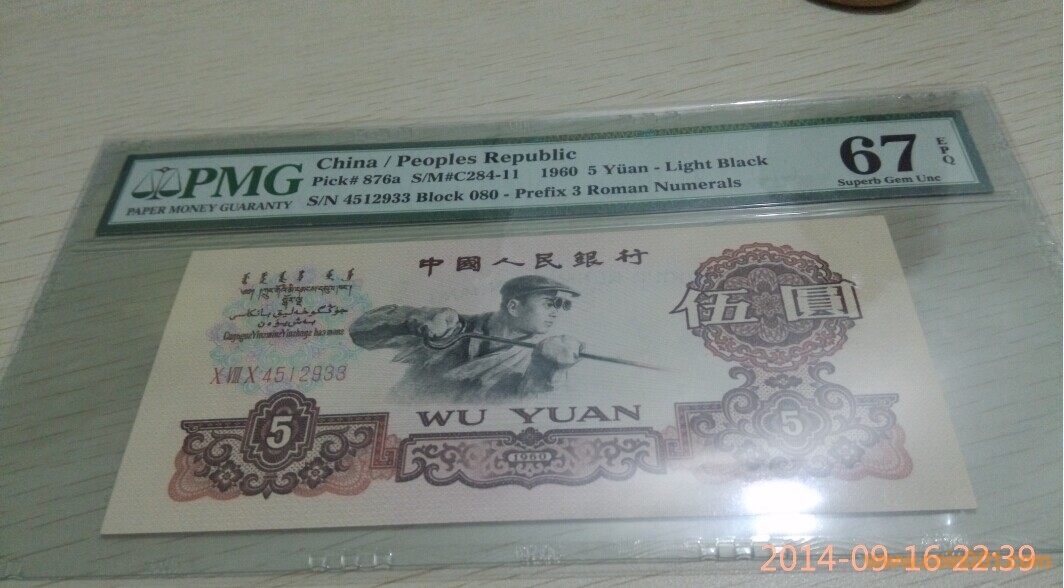 PMG
PAPER MONEY GUARANTY
China / Peoples Republic
Pick# 876a S/M#C284-11 1960 5 Yüan - Light Black
S/N 4512933 Block 080 - Prefix 3 Roman Numerals
67 EPQ
Superb Gem Unc
中國人民銀行
伍圓
X VIII X 4512933
WU YUAN
5
1960
5
2014-09-16 22:39